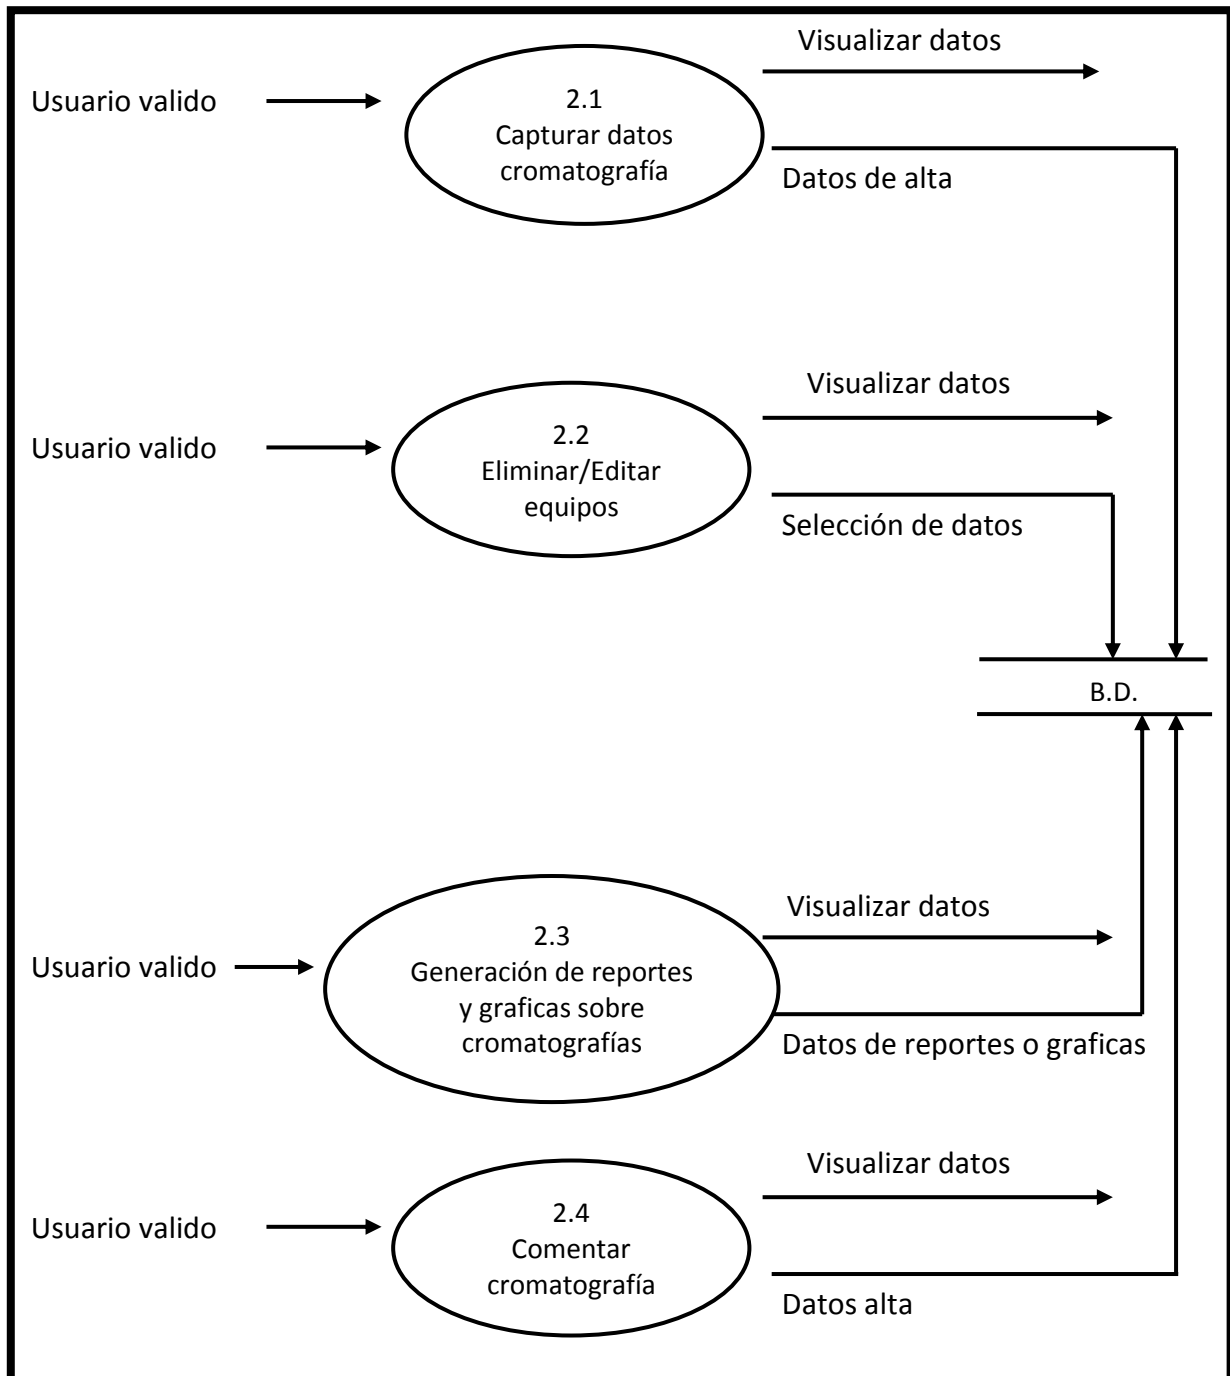 Visualizar datos
Usuario valido
2.1
Capturar datos
cromatografía
Datos de alta
Visualizar datos
Usuario valido
2.2
Eliminar/Editar
equipos
Selección de datos
B.D.
Visualizar datos
Usuario valido
2.3
Generación de reportes
y graficas sobre
cromatografías
Datos de reportes o graficas
Visualizar datos
Usuario valido
2.4
Comentar
cromatografía
Datos alta